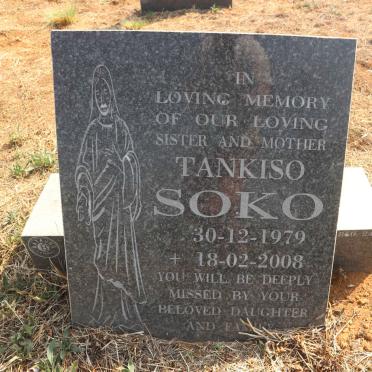 IN
LOVING MEMORY
OF OUR LOVING
SISTER AND MOTHER
TANKISO
SOKO
30-12-1979
+ 18-02-2008
YOU WILL BE DEEPLY
MISSED BY YOUR
BELOVED DAUGHTER
AND